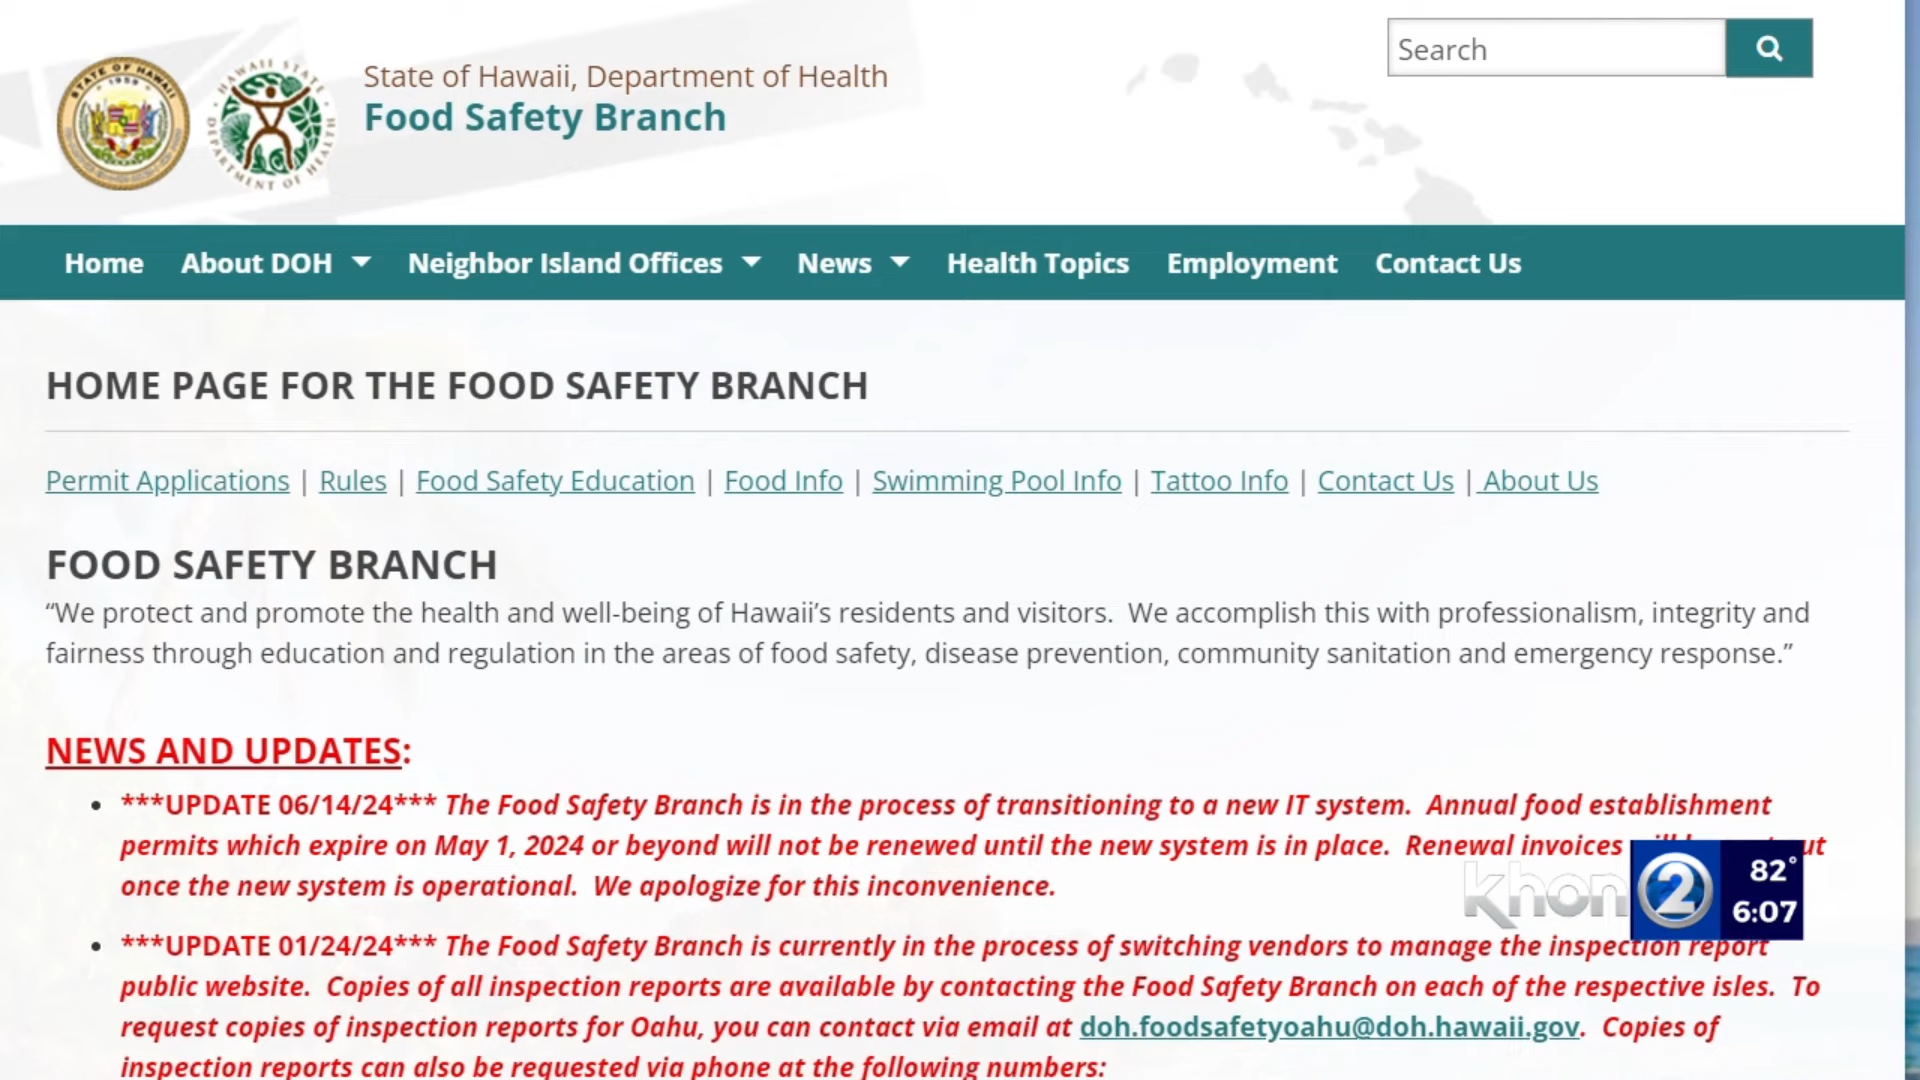 Search
STATE OF HAWAII
1959
HAWAII STATE
DEPARTMENT OF HEALTH
State of Hawaii, Department of Health
Food Safety Branch
Home About DOH Neighbor Island Offices News Health Topics Employment Contact Us
HOME PAGE FOR THE FOOD SAFETY BRANCH
Permit Applications | Rules | Food Safety Education | Food Info | Swimming Pool Info | Tattoo Info | Contact Us | About Us
FOOD SAFETY BRANCH
“We protect and promote the health and well-being of Hawaii’s residents and visitors. We accomplish this with professionalism, integrity and
fairness through education and regulation in the areas of food safety, disease prevention, community sanitation and emergency response.”
NEWS AND UPDATES:
• ***UPDATE 06/14/24*** The Food Safety Branch is in the process of transitioning to a new IT system. Annual food establishment
permits which expire on May 1, 2024 or beyond will not be renewed until the new system is in place. Renewal invoices
once the new system is operational. We apologize for this inconvenience.
• ***UPDATE 01/24/24*** The Food Safety Branch is currently in the process of switching vendors to manage the inspection report
public website. Copies of all inspection reports are available by contacting the Food Safety Branch on each of the respective isles. To
request copies of inspection reports for Oahu, you can contact via email at doh.foodsafetyoahu@doh.hawaii.gov. Copies of
inspection reports can also be requested via phone at the following numbers:
khon 2
82°
6:07